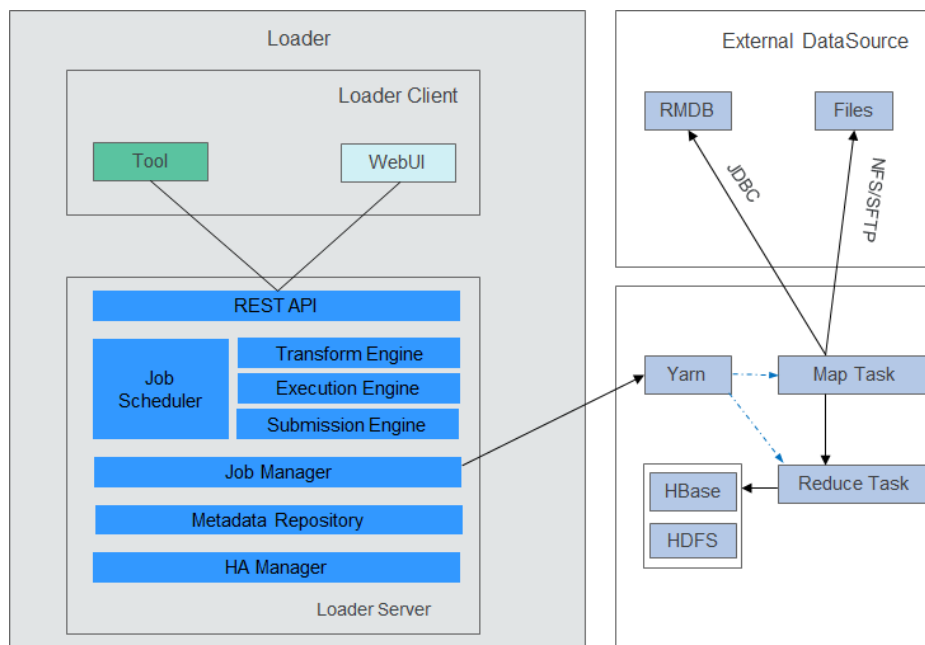 Loader
Loader Client
Tool
WebUI
REST API
Job
Scheduler
Transform Engine
Execution Engine
Submission Engine
Job Manager
Metadata Repository
HA Manager
Loader Server
External DataSource
RMDB
Files
JDBC
NFS/SFTP
Yarn
Map Task
Reduce Task
HBase
HDFS